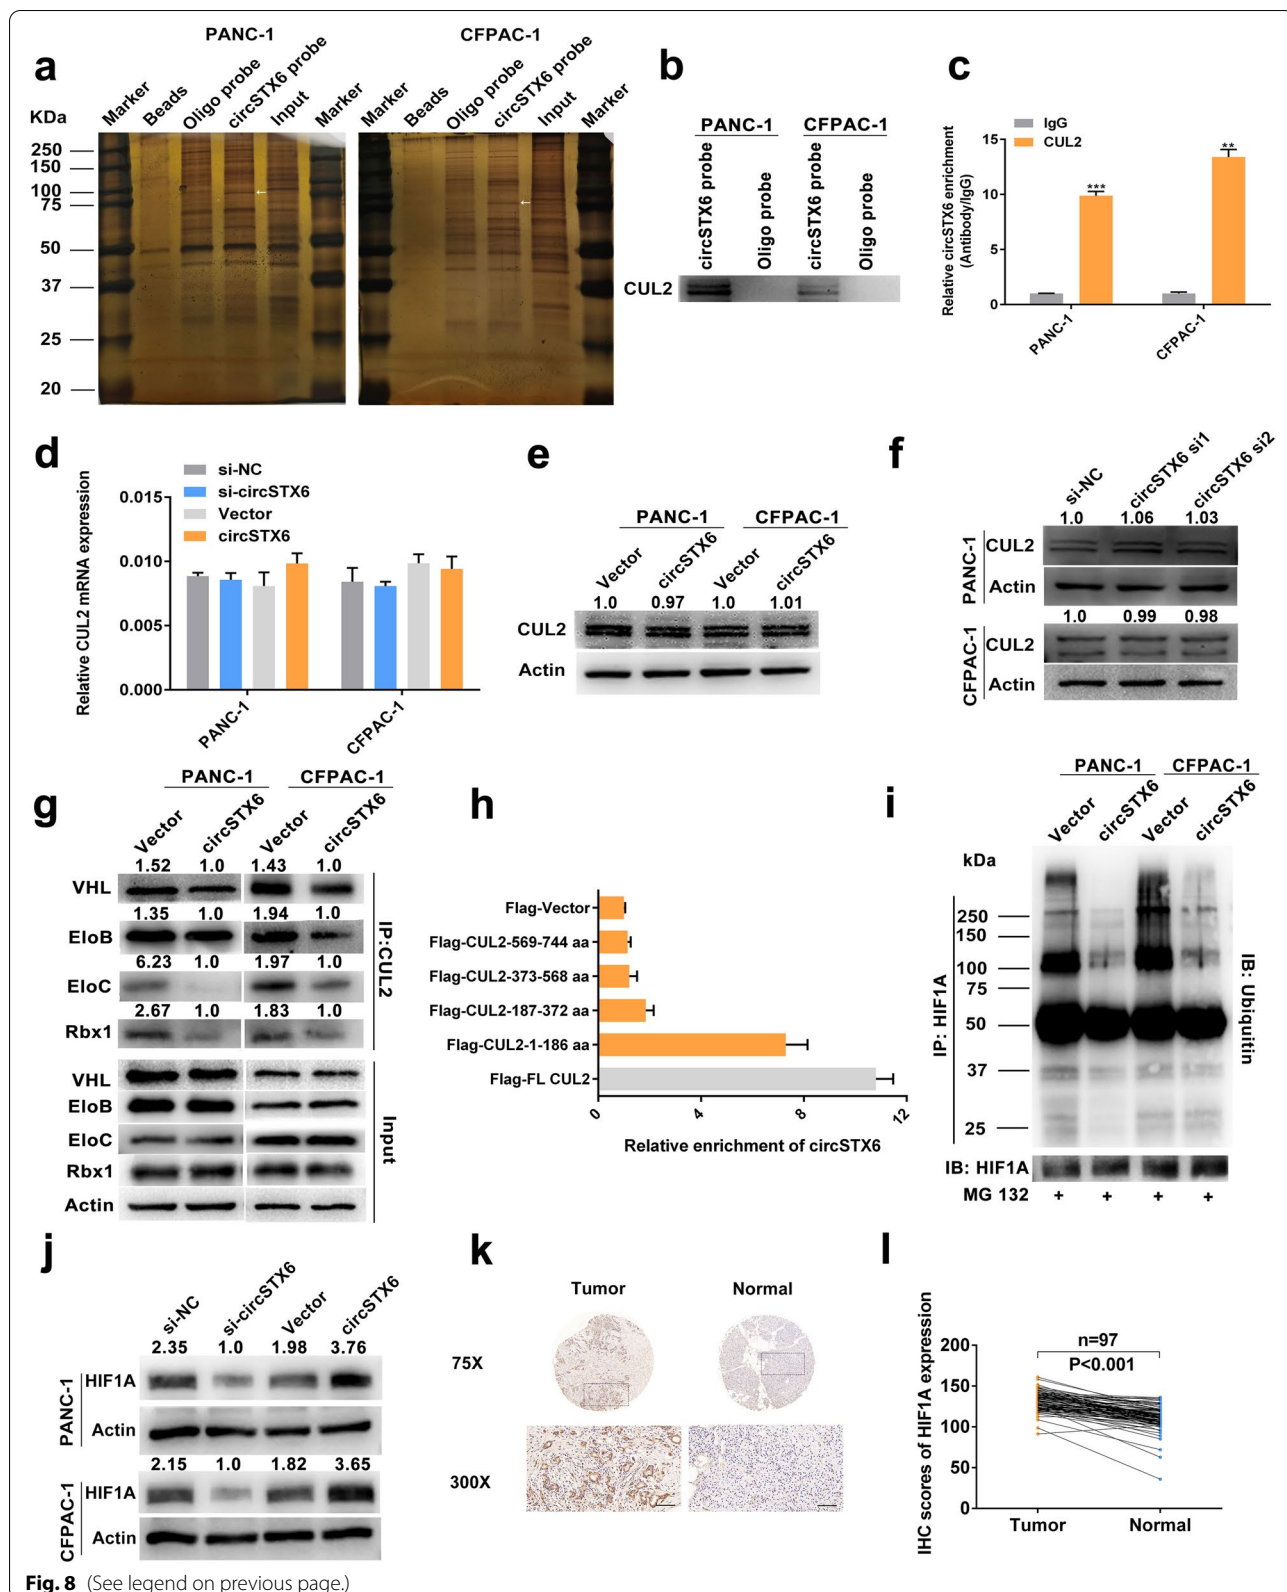 a
PANC-1
CFPAC-1
KDa
Marker
Beads
Oligo probe
circSTX6 probe
Input
Marker
Marker
Beads
Oligo probe
circSTX6 probe
Input
Marker
250
150
100
75
50
37
25
20
b
PANC-1
CFPAC-1
circSTX6 probe
Oligo probe
circSTX6 probe
Oligo probe
CUL2
c
IgG
CUL2
Relative circSTX6 enrichment
(Antibody/IgG)
15
10
5
0
***
**
PANC-1
CFPAC-1
d
si-NC
si-circSTX6
Vector
circSTX6
Relative CUL2 mRNA expression
0.015
0.010
0.005
0.000
PANC-1
CFPAC-1
e
PANC-1
CFPAC-1
Vector
circSTX6
Vector
circSTX6
1.0 0.97 1.0 1.01
CUL2
Actin
f
si-NC
circSTX6 si1
circSTX6 si2
PANC-1
1.0 1.06 1.03
CUL2
Actin
CFPAC-1
1.0 0.99 0.98
CUL2
Actin
g
PANC-1
CFPAC-1
Vector
circSTX6
Vector
circSTX6
1.52 1.0 1.43 1.0
VHL
1.35 1.0 1.94 1.0
EloB
6.23 1.0 1.97 1.0
EloC
2.67 1.0 1.83 1.0
Rbx1
IP:CUL2
VHL
EloB
EloC
Rbx1
Actin
Input
h
Flag-Vector
Flag-CUL2-569-744 aa
Flag-CUL2-373-568 aa
Flag-CUL2-187-372 aa
Flag-CUL2-1-186 aa
Flag-FL CUL2
0 4 8 12
Relative enrichment of circSTX6
i
PANC-1
CFPAC-1
Vector
circSTX6
Vector
circSTX6
kDa
250
150
100
75
50
37
25
IP: HIF1A
IB: Ubiquitin
IB: HIF1A
MG 132 + + + +
j
si-NC
si-circSTX6
Vector
circSTX6
PANC-1
2.35 1.0 1.98 3.76
HIF1A
Actin
CFPAC-1
2.15 1.0 1.82 3.65
HIF1A
Actin
k
Tumor
Normal
75X
300X
l
IHC scores of HIF1A expression
200
150
100
50
0
n=97
P<0.001
Tumor
Normal
Fig. 8 (See legend on previous page.)